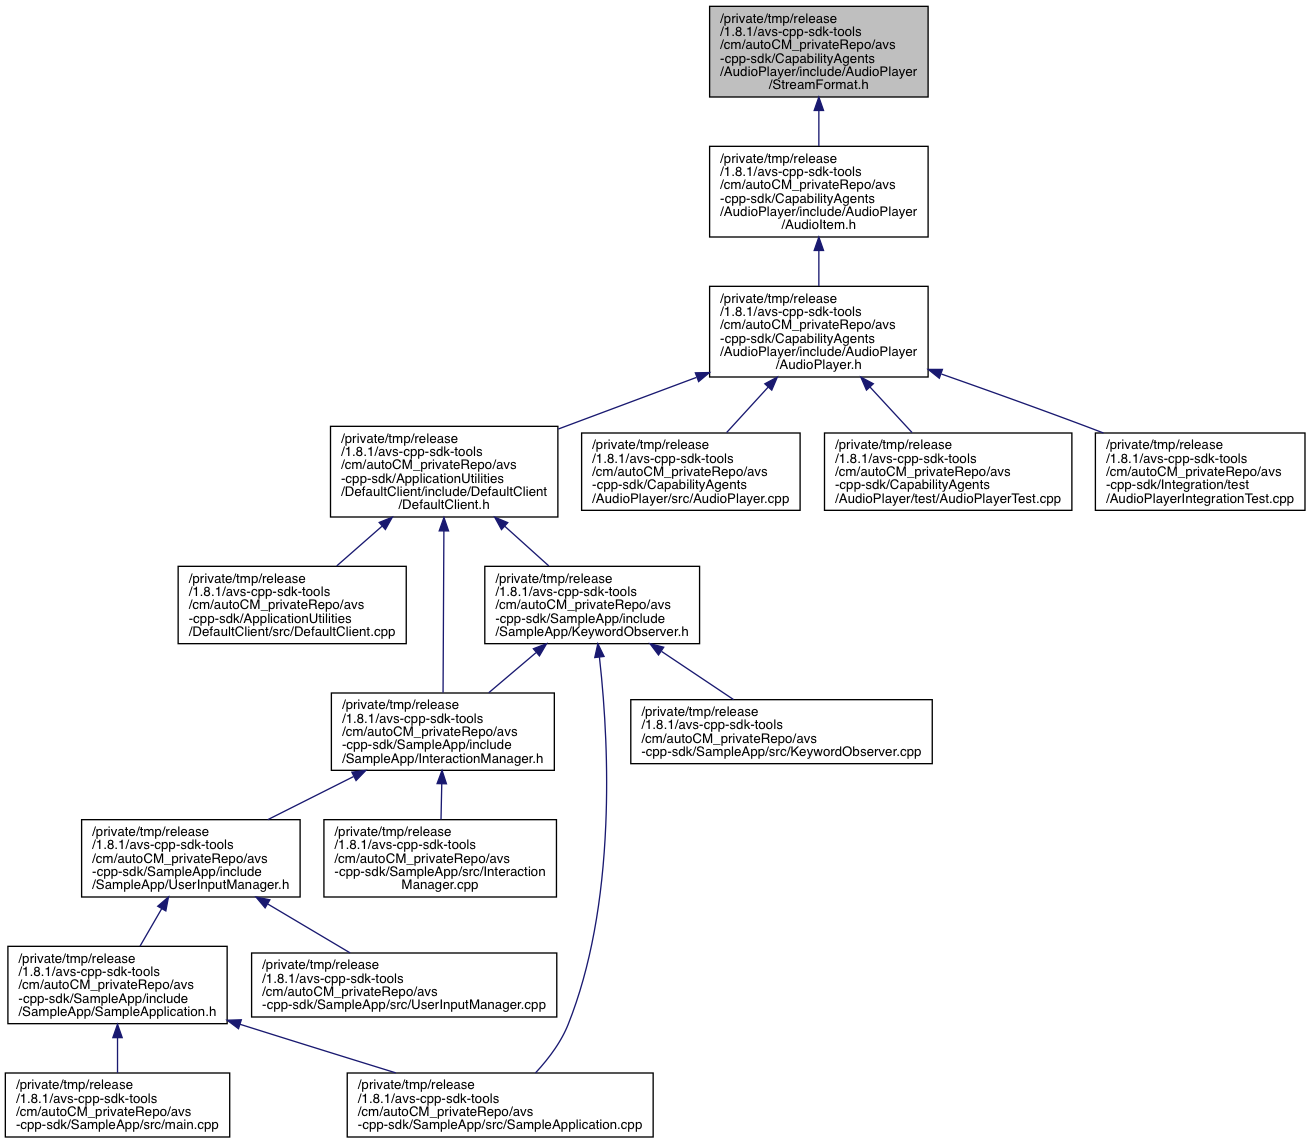 /private/tmp/release
/1.8.1/avs-cpp-sdk-tools
/cm/autoCM_privateRepo/avs
-cpp-sdk/CapabilityAgents
/AudioPlayer/include/AudioPlayer
/StreamFormat.h
/private/tmp/release
/1.8.1/avs-cpp-sdk-tools
/cm/autoCM_privateRepo/avs
-cpp-sdk/CapabilityAgents
/AudioPlayer/include/AudioPlayer
/AudioItem.h
/private/tmp/release
/1.8.1/avs-cpp-sdk-tools
/cm/autoCM_privateRepo/avs
-cpp-sdk/CapabilityAgents
/AudioPlayer/include/AudioPlayer
/AudioPlayer.h
/private/tmp/release
/1.8.1/avs-cpp-sdk-tools
/cm/autoCM_privateRepo/avs
-cpp-sdk/ApplicationUtilities
/DefaultClient/include/DefaultClient
/DefaultClient.h
/private/tmp/release
/1.8.1/avs-cpp-sdk-tools
/cm/autoCM_privateRepo/avs
-cpp-sdk/CapabilityAgents
/AudioPlayer/src/AudioPlayer.cpp
/private/tmp/release
/1.8.1/avs-cpp-sdk-tools
/cm/autoCM_privateRepo/avs
-cpp-sdk/CapabilityAgents
/AudioPlayer/test/AudioPlayerTest.cpp
/private/tmp/release
/1.8.1/avs-cpp-sdk-tools
/cm/autoCM_privateRepo/avs
-cpp-sdk/Integration/test
/AudioPlayerIntegrationTest.cpp
/private/tmp/release
/1.8.1/avs-cpp-sdk-tools
/cm/autoCM_privateRepo/avs
-cpp-sdk/ApplicationUtilities
/DefaultClient/src/DefaultClient.cpp
/private/tmp/release
/1.8.1/avs-cpp-sdk-tools
/cm/autoCM_privateRepo/avs
-cpp-sdk/SampleApp/include
/SampleApp/KeywordObserver.h
/private/tmp/release
/1.8.1/avs-cpp-sdk-tools
/cm/autoCM_privateRepo/avs
-cpp-sdk/SampleApp/include
/SampleApp/InteractionManager.h
/private/tmp/release
/1.8.1/avs-cpp-sdk-tools
/cm/autoCM_privateRepo/avs
-cpp-sdk/SampleApp/src/KeywordObserver.cpp
/private/tmp/release
/1.8.1/avs-cpp-sdk-tools
/cm/autoCM_privateRepo/avs
-cpp-sdk/SampleApp/include
/SampleApp/UserInputManager.h
/private/tmp/release
/1.8.1/avs-cpp-sdk-tools
/cm/autoCM_privateRepo/avs
-cpp-sdk/SampleApp/src/Interaction
Manager.cpp
/private/tmp/release
/1.8.1/avs-cpp-sdk-tools
/cm/autoCM_privateRepo/avs
-cpp-sdk/SampleApp/include
/SampleApp/SampleApplication.h
/private/tmp/release
/1.8.1/avs-cpp-sdk-tools
/cm/autoCM_privateRepo/avs
-cpp-sdk/SampleApp/src/UserInputManager.cpp
/private/tmp/release
/1.8.1/avs-cpp-sdk-tools
/cm/autoCM_privateRepo/avs
-cpp-sdk/SampleApp/src/main.cpp
/private/tmp/release
/1.8.1/avs-cpp-sdk-tools
/cm/autoCM_privateRepo/avs
-cpp-sdk/SampleApp/src/SampleApplication.cpp